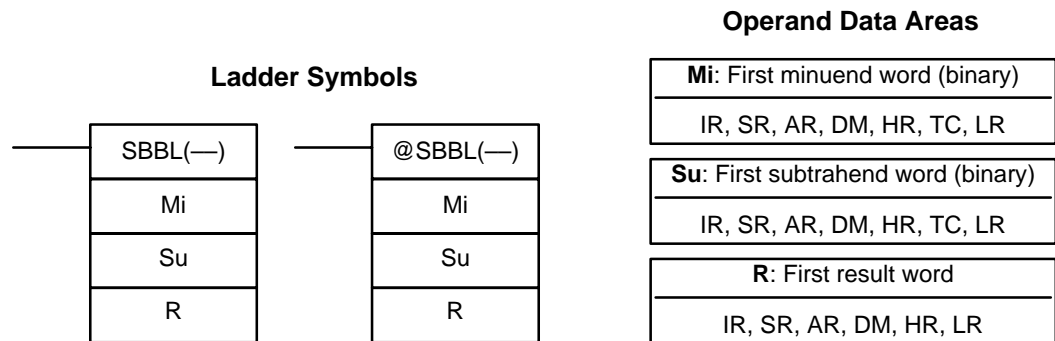 Ladder Symbols
SBBL(––)
Mi
Su
R
@SBBL(––)
Mi
Su
R
Operand Data Areas
Mi: First minuend word (binary)
IR, SR, AR, DM, HR, TC, LR
Su: First subtrahend word (binary)
IR, SR, AR, DM, HR, TC, LR
R: First result word
IR, SR, AR, DM, HR, LR